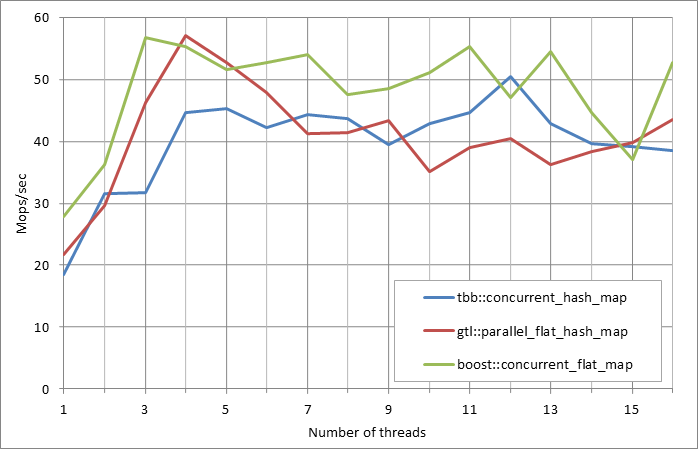 60
50
40
30
20
10
0
Mops/sec
tbb::concurrent_hash_map
gtl::parallel_flat_hash_map
boost::concurrent_flat_map
1 3 5 7 9 11 13 15
Number of threads